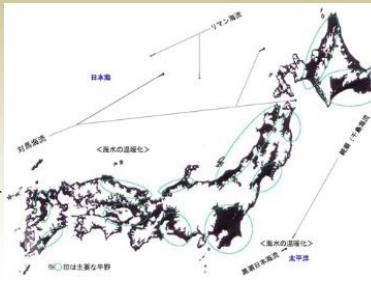 リマン海流
日本海
対馬海流
<海水の温暖化>
親潮(千島海流
<海水の温暖化>
黒潮日本海流
太平洋
印は主要な平野